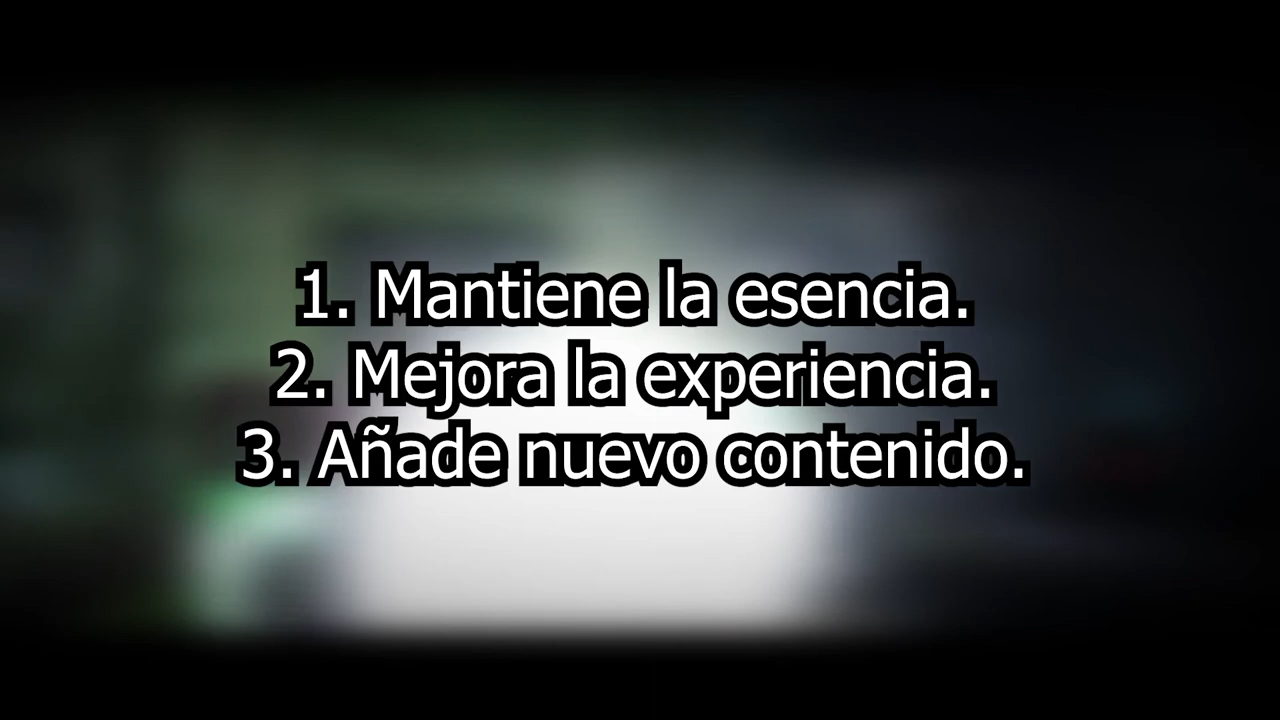 1. Mantiene la esencia.
2. Mejora la experiencia.
3. Añade nuevo contenido.